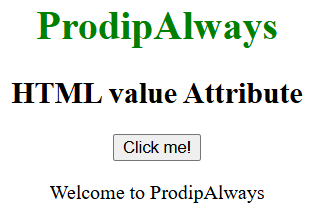 ProdipAlways
HTML value Attribute
Click me!
Welcome to ProdipAlways